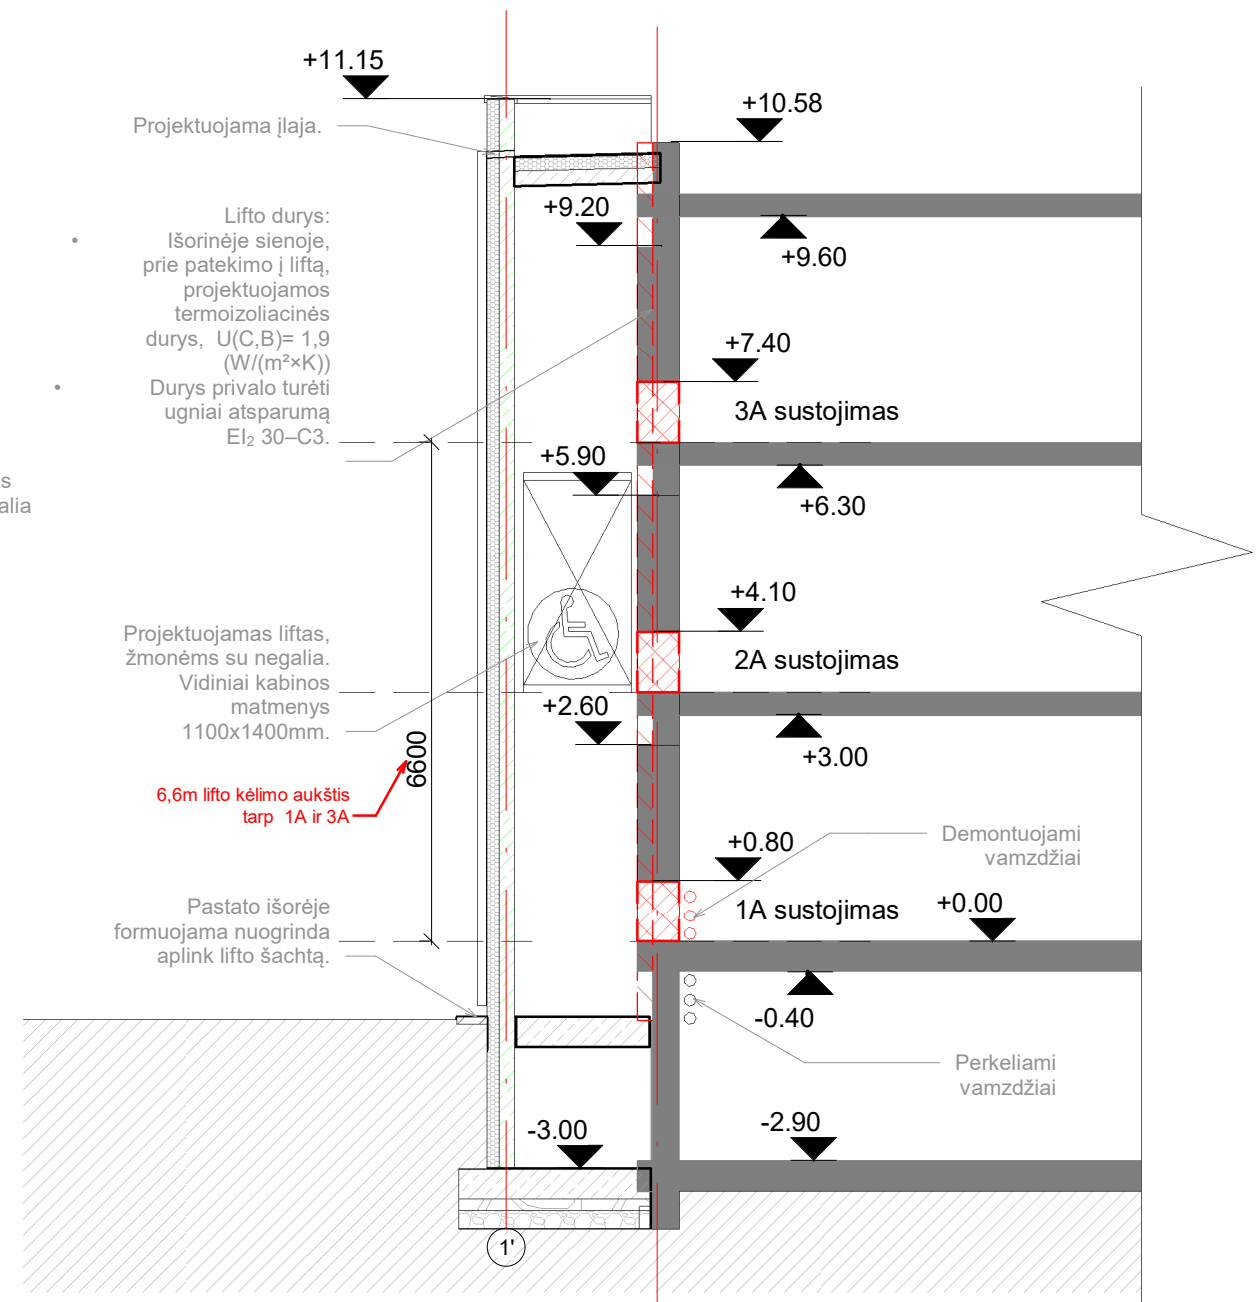 +11.15
+10.58
Projektuojama įlaja.
+9.20
+9.60
Lifto durys:
• Išorinėje sienoje,
prie patekimo į liftą,
projektuojamos
termoizoliacinės
durys, U(C,B)= 1,9
(W/(m²×K))
• Durys privalo turėti
ugniai atsparumą
EI₂ 30–C3.
+7.40
3A sustojimas
+5.90
+6.30
s
alia
+4.10
2A sustojimas
Projektuojamas liftas,
žmonėms su negalia.
Vidiniai kabinos
matmenys
1100x1400mm.
+2.60
+3.00
6600
6,6m lifto kėlimo aukštis
tarp 1A ir 3A
+0.80
Demontuojami
vamzdžiai
1A sustojimas
+0.00
Pastato išorėje
formuojama nuogrinda
aplink lifto šachtą.
-0.40
Perkeliami
vamzdžiai
-3.00
-2.90
1'